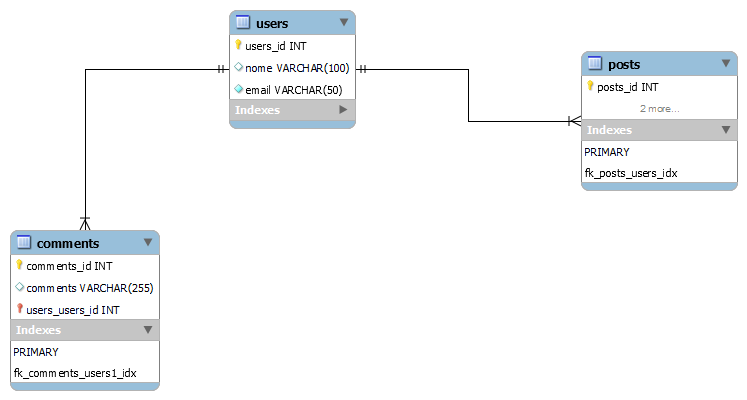 users
users_id INT
nome VARCHAR(100)
email VARCHAR(50)
Indexes
posts
posts_id INT
2 more...
Indexes
PRIMARY
fk_posts_users_idx
comments
comments_id INT
comments VARCHAR(255)
users_users_id INT
Indexes
PRIMARY
fk_comments_users1_idx